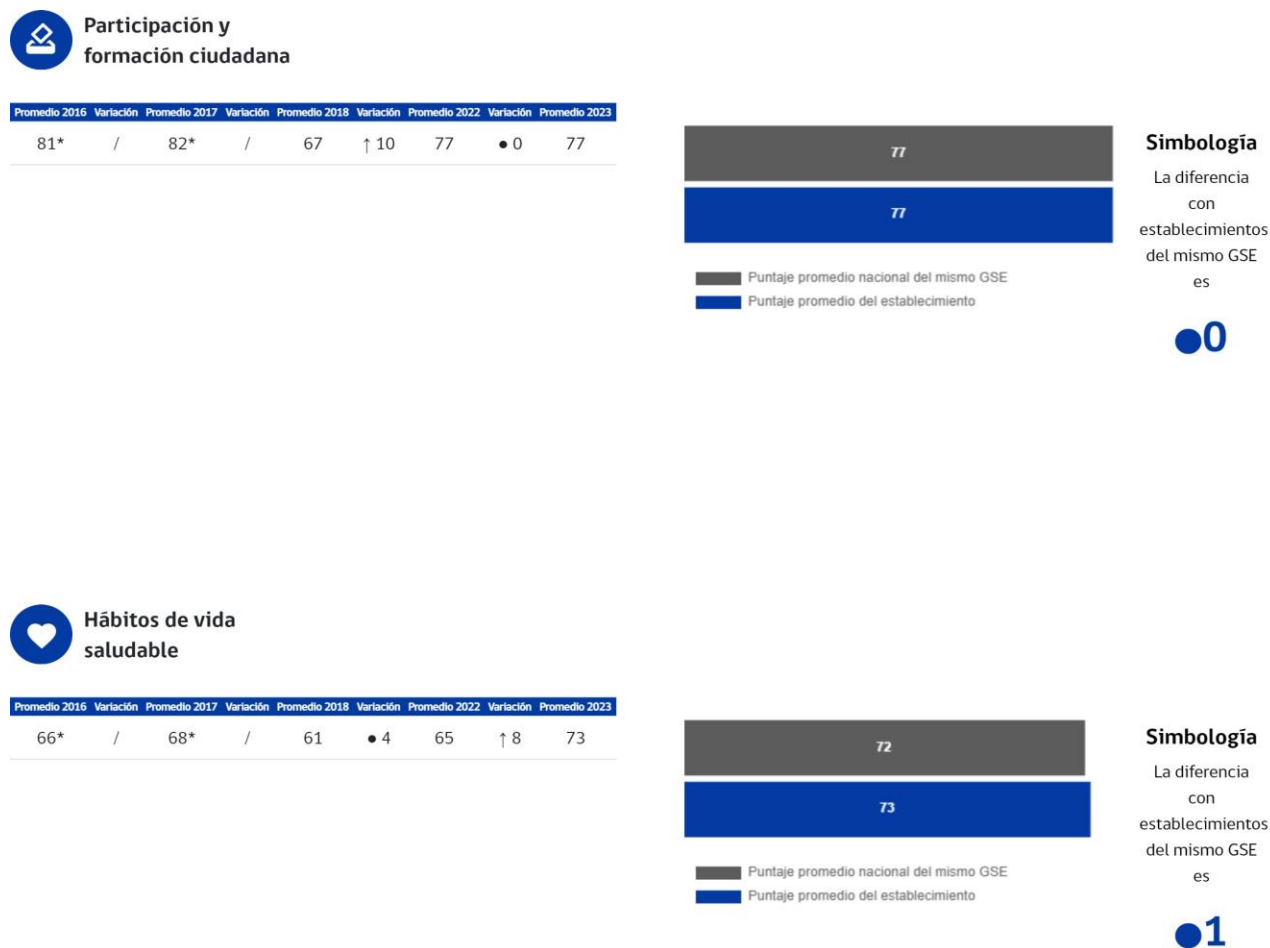 Participación y
formación ciudadana
Promedio 2016 Variación Promedio 2017 Variación Promedio 2018 Variación Promedio 2022 Variación Promedio 2023
81* / 82* / 67 ↑ 10 77 ● 0 77
77
77
Puntaje promedio nacional del mismo GSE
Puntaje promedio del establecimiento
Simbología
La diferencia
con
establecimientos
del mismo GSE
es
●0
Hábitos de vida
saludable
Promedio 2016 Variación Promedio 2017 Variación Promedio 2018 Variación Promedio 2022 Variación Promedio 2023
66* / 68* / 61 ● 4 65 ↑ 8 73
72
73
Puntaje promedio nacional del mismo GSE
Puntaje promedio del establecimiento
Simbología
La diferencia
con
establecimientos
del mismo GSE
es
●1